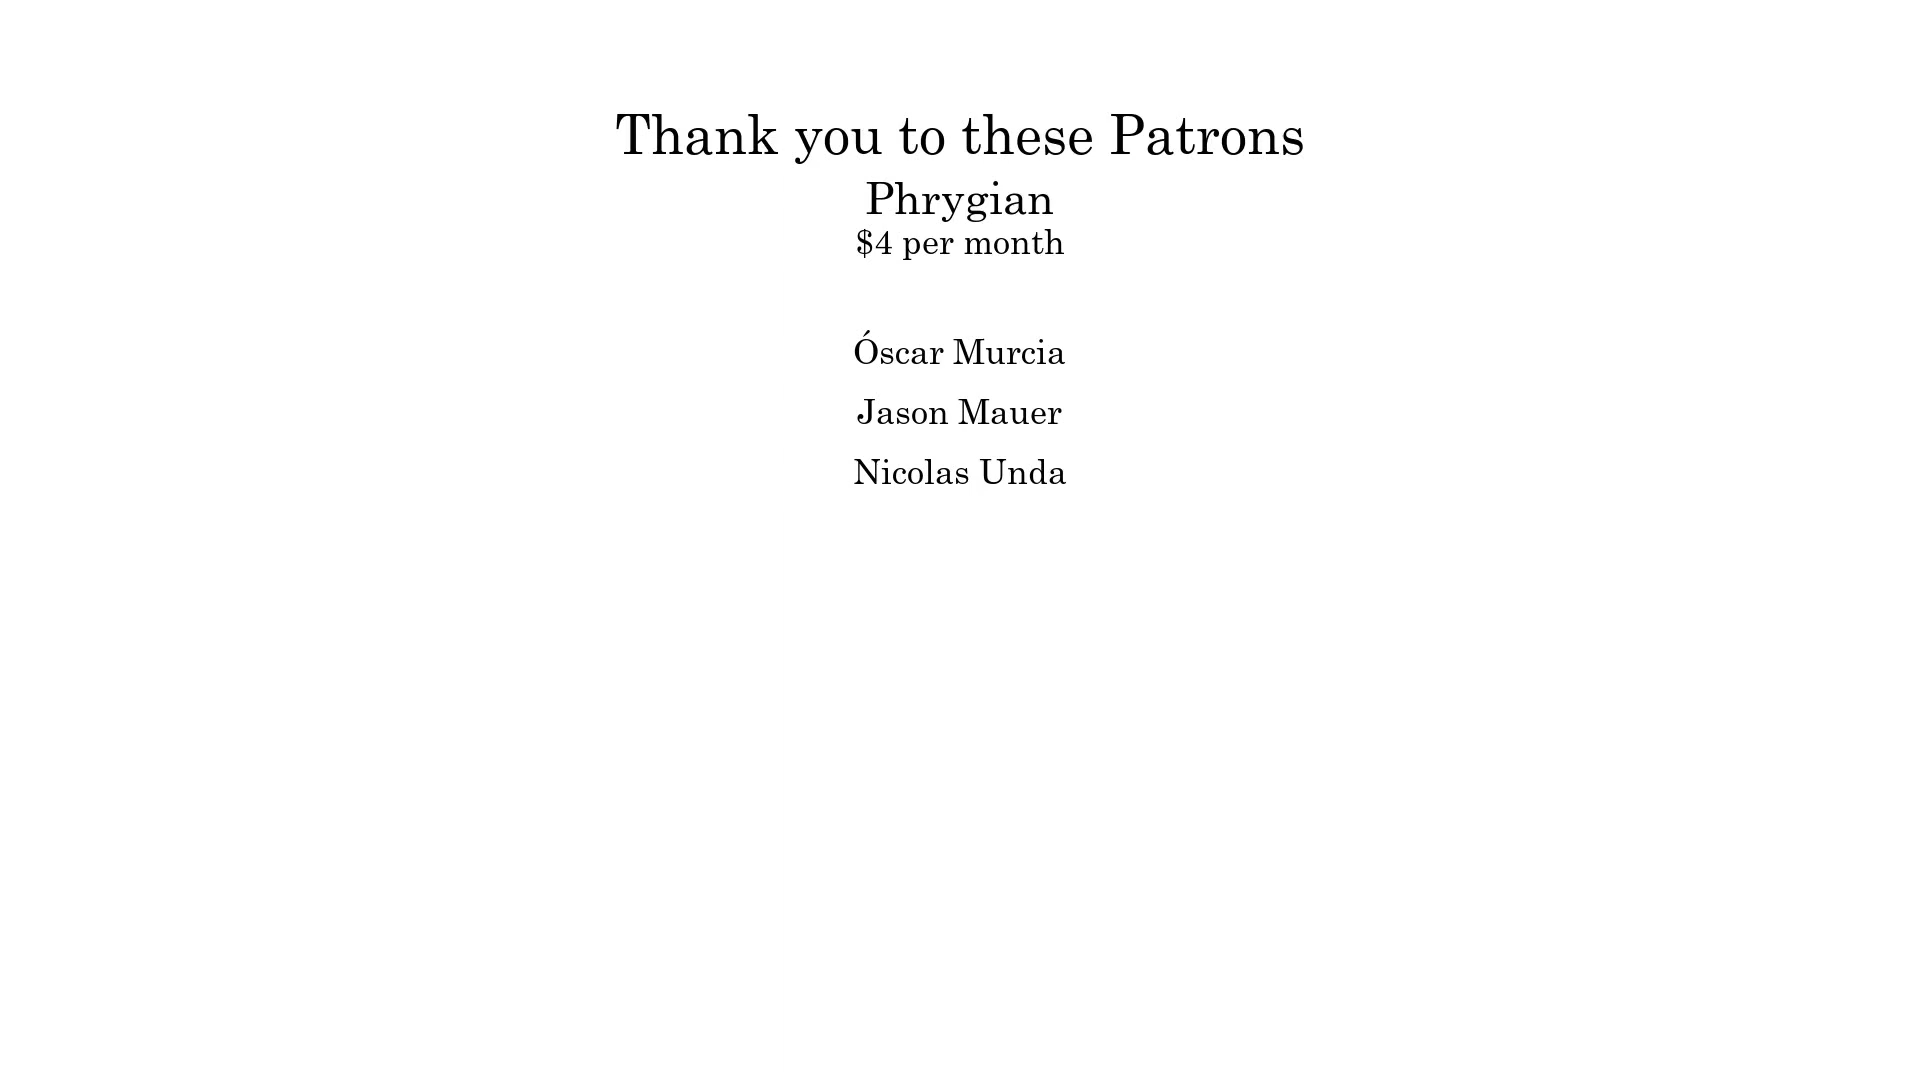 Thank you to these Patrons
Phrygian
$4 per month
Óscar Murcia
Jason Mauer
Nicolas Unda